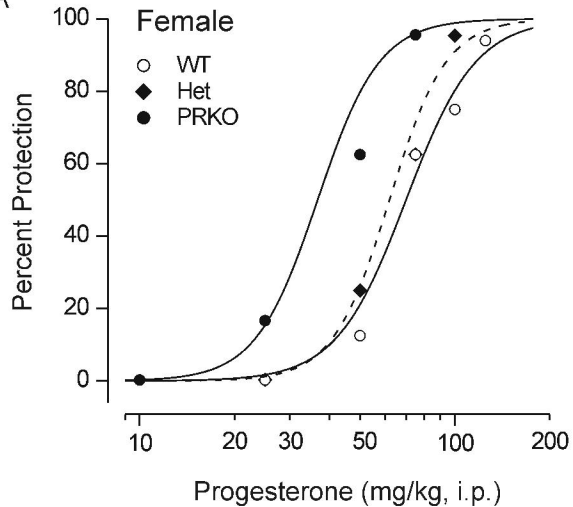 A
Female
WT
Het
PRKO
Percent Protection
100
80
60
40
20
0
10 20 30 50 100 200
Progesterone (mg/kg, i.p.)